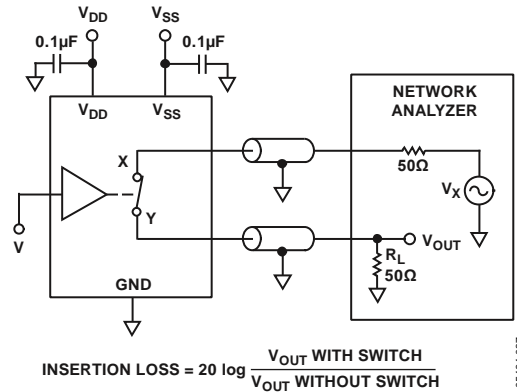 VDD VSS
0.1µF 0.1µF
VDD VSS
NETWORK
ANALYZER
X
50Ω
VX
Y
V
VOUT
RL
50Ω
GND
INSERTION LOSS = 20 log VOUT WITH SWITCH
VOUT WITHOUT SWITCH